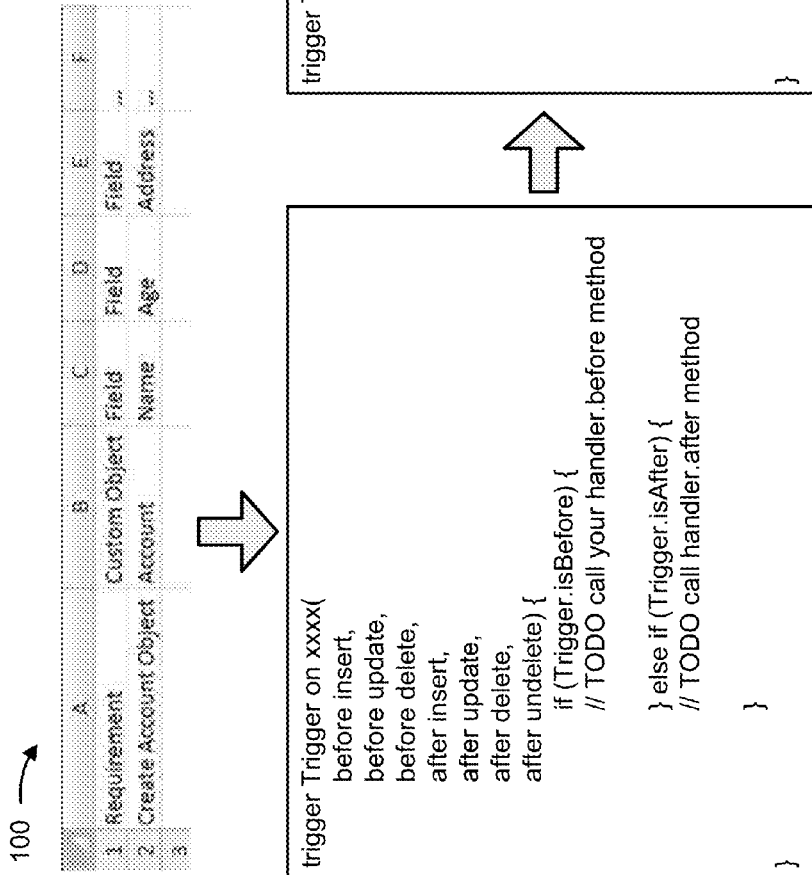 100
A B C D E F
1 Requirement Custom Object Field Field Field ...
2 Create Account Object Account Name Age Address ...
3
trigger Trigger on xxxx(
before insert,
before update,
before delete,
after insert,
after update,
after delete,
after undelete) {
if (Trigger.isBefore) {
// TODO call your handler.before method
} else if (Trigger.isAfter) {
// TODO call handler.after method
}
}
trigger
}